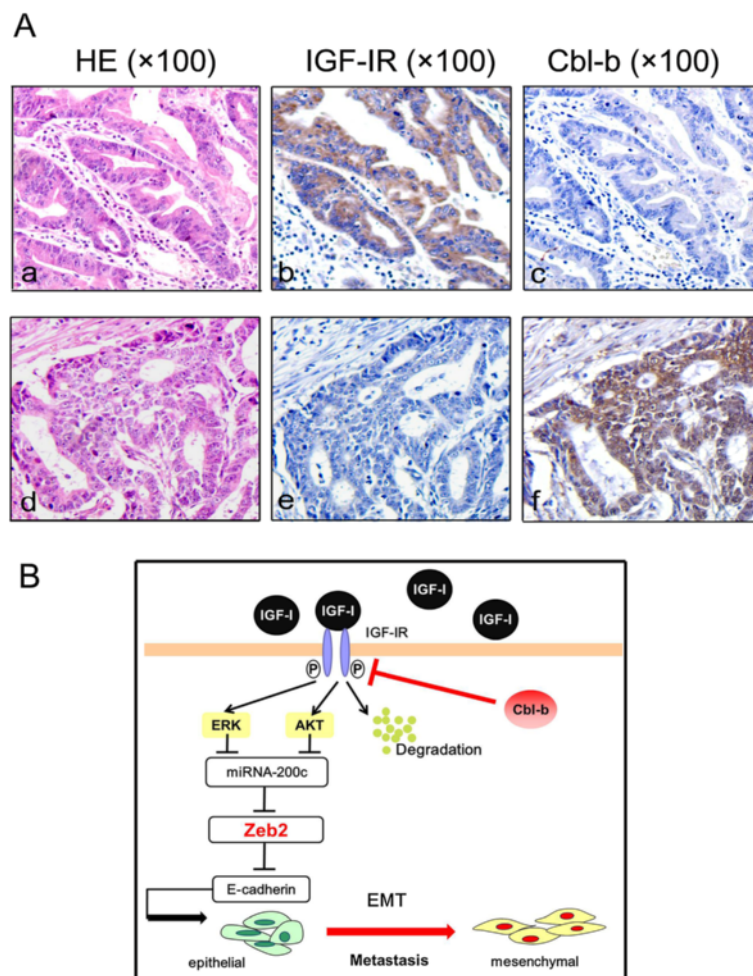 A
HE (×100) IGF-IR (×100) Cbl-b (×100)
a b c
d e f
B
IGF-I IGF-I IGF-I IGF-I
IGF-IR
P P
Cbl-b
ERK AKT
Degradation
miRNA-200c
Zeb2
E-cadherin
EMT
epithelial Metastasis mesenchymal